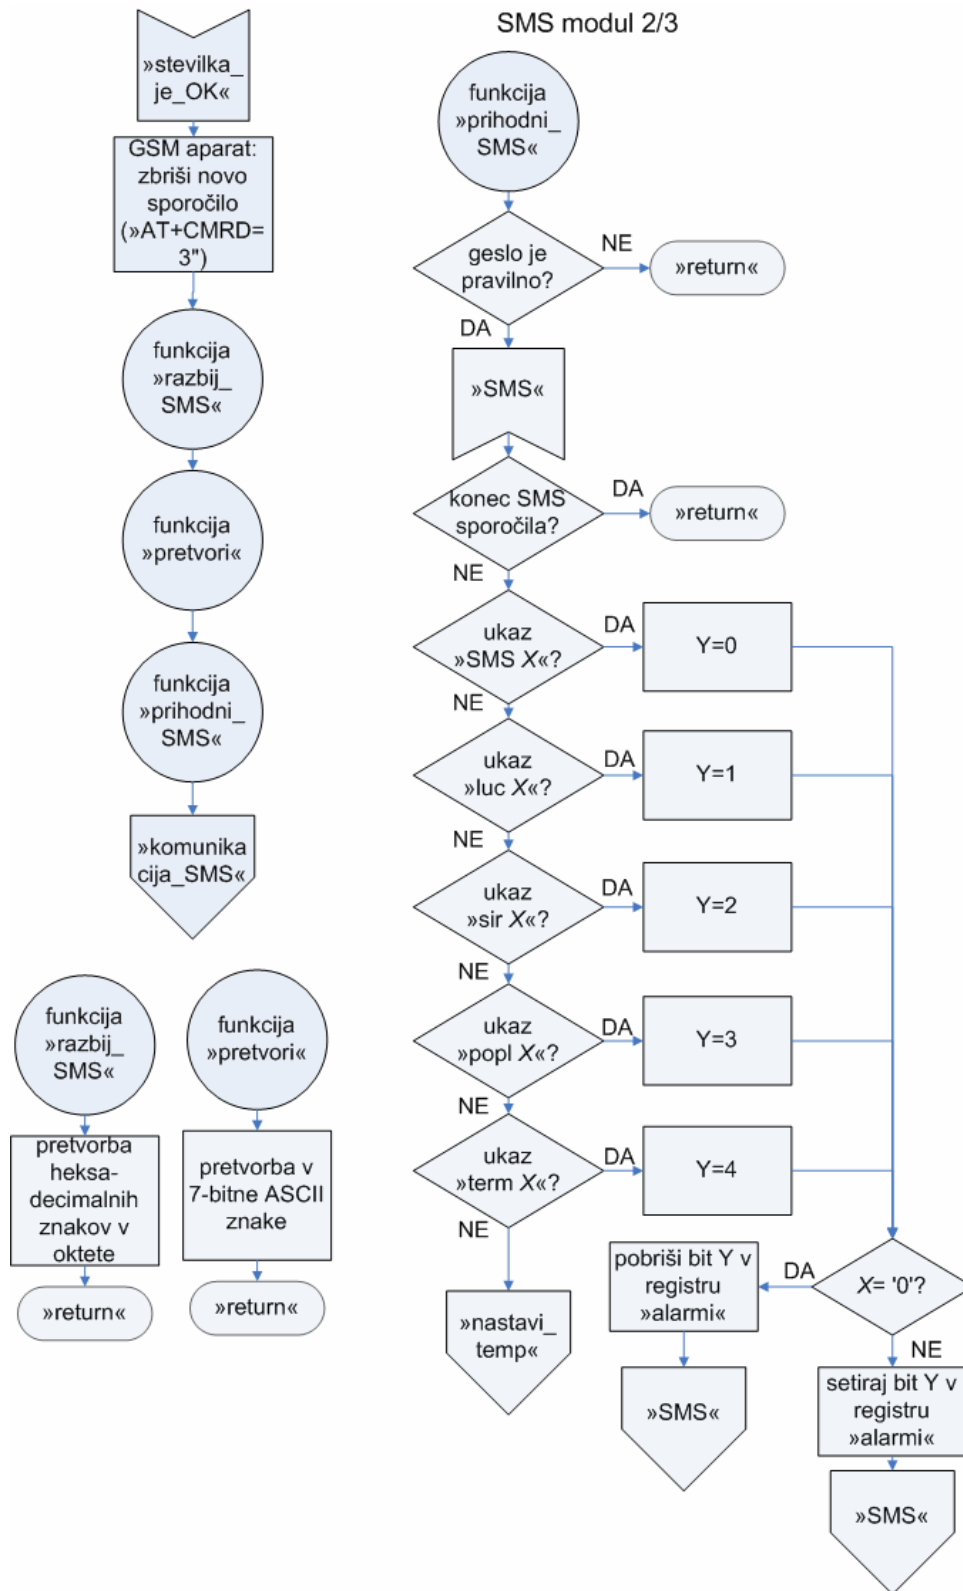 SMS modul 2/3
»stevilka_
je_OK«
GSM aparat:
zbriši novo
sporočilo
(»AT+CMRD=
3")
funkcija
»razbij_
SMS«
funkcija
»pretvori«
funkcija
»prihodni_
SMS«
»komunika
cija_SMS«
funkcija
»razbij_
SMS«
pretvorba
heksa-
decimalnih
znakov v
oktete
»return«
funkcija
»pretvori«
pretvorba v
7-bitne ASCII
znake
»return«
funkcija
»prihodni_
SMS«
geslo je
pravilno?
NE
»return«
DA
»SMS«
konec SMS
sporočila?
DA
»return«
NE
ukaz
»SMS X«?
DA
Y=0
NE
ukaz
»luc X«?
DA
Y=1
NE
ukaz
»sir X«?
DA
Y=2
NE
ukaz
»popl X«?
DA
Y=3
NE
ukaz
»term X«?
DA
Y=4
NE
»nastavi_
temp«
X= '0'?
DA
pobriši bit Y v
registru
»alarmi«
»SMS«
NE
setiraj bit Y v
registru
»alarmi«
»SMS«